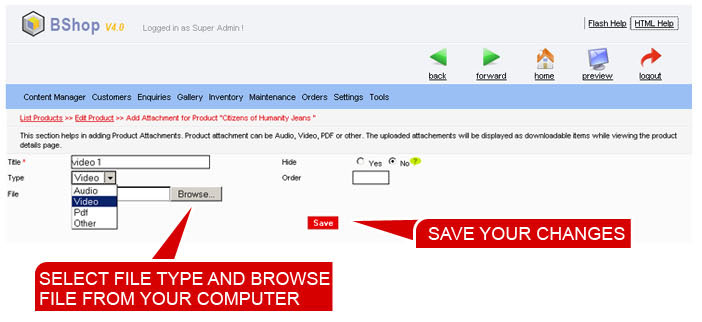 BShop V4.0 Logged in as Super Admin ! Flash Help HTML Help
back forward home preview logout
Content Manager Customers Enquiries Gallery Inventory Maintenance Orders Settings Tools
List Products >> Edit Product >> Add Attachment for Product "Citizens of Humanity Jeans "
This section helps in adding Product Attachments. Product attachment can be Audio, Video, PDF or other. The uploaded attachements will be displayed as downloadable items while viewing the product
details page.
Title * video 1 Hide Yes No ?
Type Video Order
File Browse...
Audio
Video
Pdf
Other
Save
SAVE YOUR CHANGES
SELECT FILE TYPE AND BROWSE
FILE FROM YOUR COMPUTER